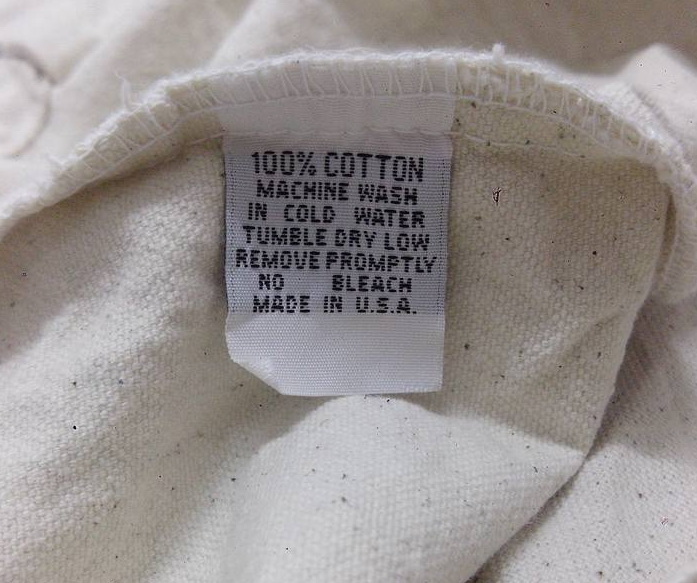 100% COTTON
MACHINE WASH
IN COLD WATER
TUMBLE DRY LOW
REMOVE PROMPTLY
NO BLEACH
MADE IN U.S.A.